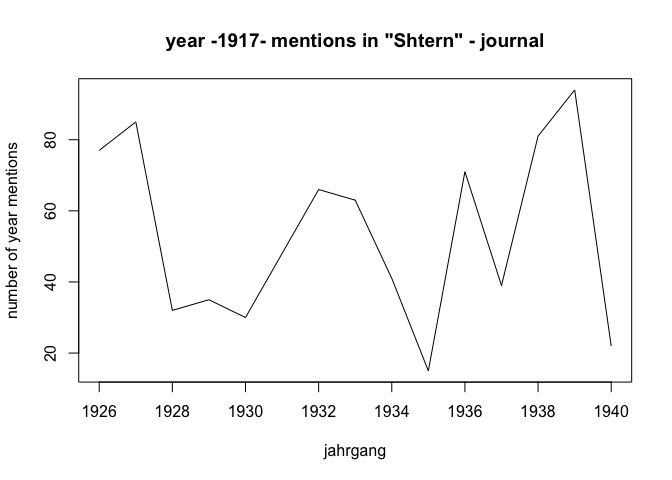 year -1917- mentions in "Shtern" - journal
number of year mentions
80
60
40
20
1926 1928 1930 1932 1934 1936 1938 1940
jahrgang